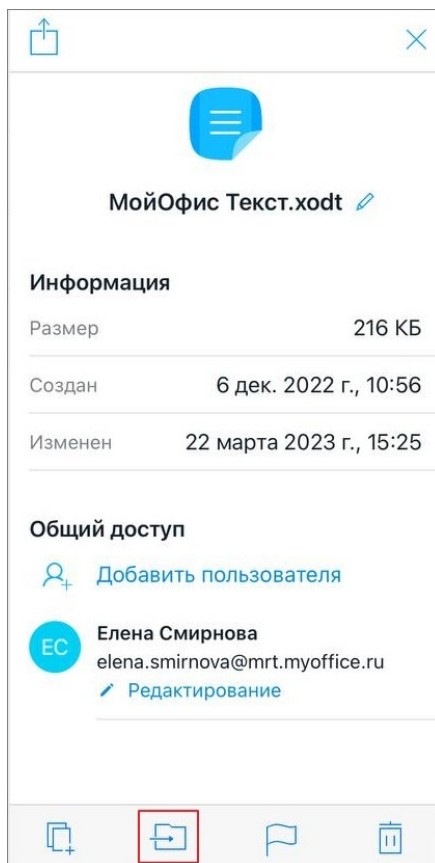 МойОфис Текст.xodt
Информация
Размер 216 КБ
Создан 6 дек. 2022 г., 10:56
Изменен 22 марта 2023 г., 15:25
Общий доступ
Добавить пользователя
ЕС
Елена Смирнова
elena.smirnova@mrt.myoffice.ru
Редактирование